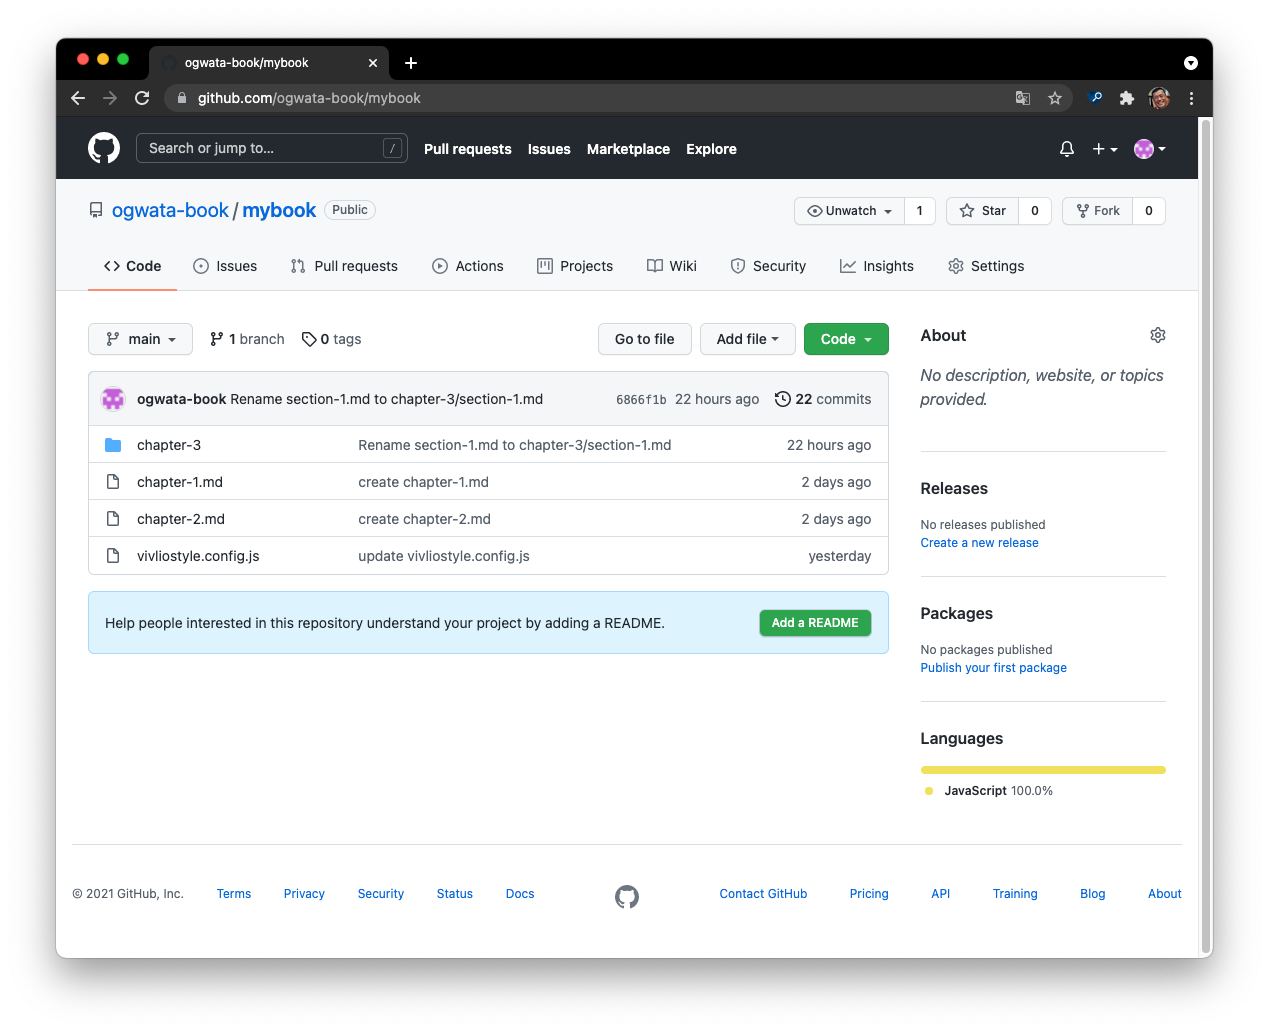 ogwata-book/mybook
github.com/ogwata-book/mybook
Search or jump to... / Pull requests Issues Marketplace Explore
ogwata-book / mybook Public Unwatch 1 Star 0 Fork 0
Code Issues Pull requests Actions Projects Wiki Security Insights Settings
main 1 branch 0 tags Go to file Add file Code
ogwata-book Rename section-1.md to chapter-3/section-1.md 6866f1b 22 hours ago 22 commits
chapter-3 Rename section-1.md to chapter-3/section-1.md 22 hours ago
chapter-1.md create chapter-1.md 2 days ago
chapter-2.md create chapter-2.md 2 days ago
vivliostyle.config.js update vivliostyle.config.js yesterday
Help people interested in this repository understand your project by adding a README. Add a README
About
No description, website, or topics
provided.
Releases
No releases published
Create a new release
Packages
No packages published
Publish your first package
Languages
JavaScript 100.0%
© 2021 GitHub, Inc. Terms Privacy Security Status Docs Contact GitHub Pricing API Training Blog About